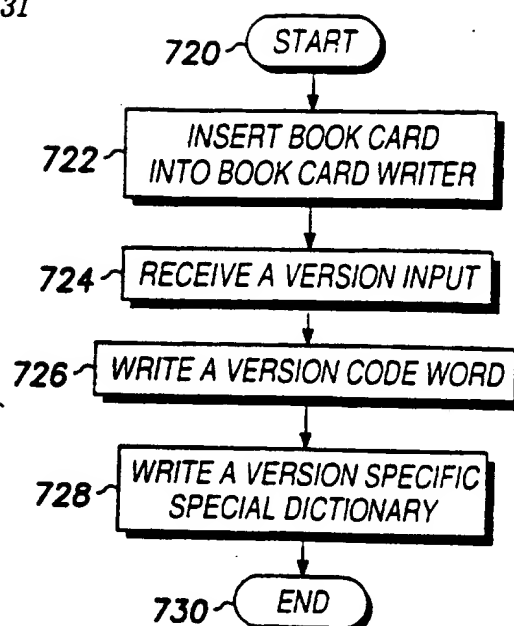 31
720 START
722 INSERT BOOK CARD
INTO BOOK CARD WRITER
724 RECEIVE A VERSION INPUT
726 WRITE A VERSION CODE WORD
728 WRITE A VERSION SPECIFIC
SPECIAL DICTIONARY
730 END